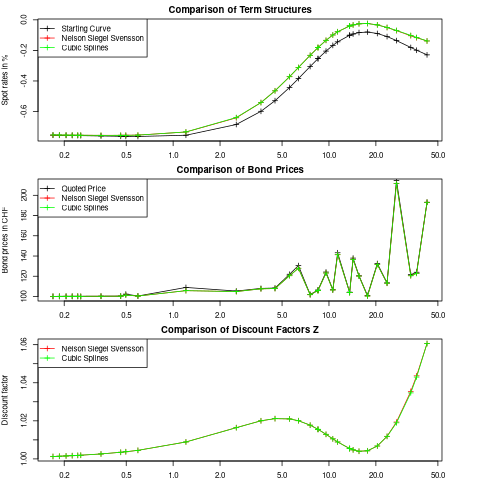 Comparison of Term Structures
Starting Curve
Nelson Siegel Svensson
Cubic Splines
Spot rates in %
0.0
-0.2
-0.4
-0.6
0.2 0.5 1.0 2.0 5.0 10.0 20.0 50.0
Comparison of Bond Prices
Quoted Price
Nelson Siegel Svensson
Cubic Splines
Bond prices in CHF
200
180
160
140
120
100
0.2 0.5 1.0 2.0 5.0 10.0 20.0 50.0
Comparison of Discount Factors Z
Nelson Siegel Svensson
Cubic Splines
Discount factor
1.06
1.04
1.02
1.00
0.2 0.5 1.0 2.0 5.0 10.0 20.0 50.0